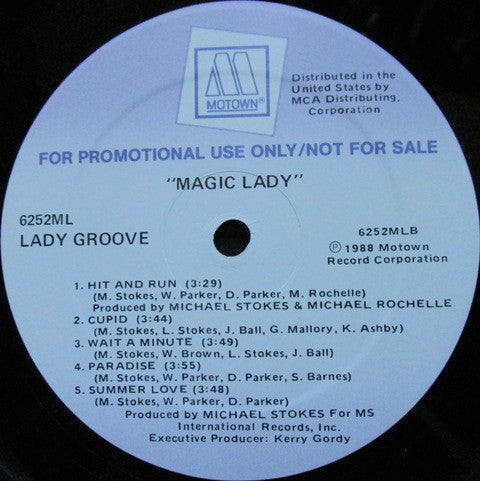 MOTOWN®
Distributed in the
United States by
MCA Distributing,
Corporation
FOR PROMOTIONAL USE ONLY/NOT FOR SALE
"MAGIC LADY"
6252ML
LADY GROOVE
6252MLB
℗ 1988 Motown
Record Corporation
1. HIT AND RUN (3:29)
(M. Stokes, W. Parker, D. Parker, M. Rochelle)
Produced by MICHAEL STOKES & MICHAEL ROCHELLE
2. CUPID (3:44)
(M. Stokes, L. Stokes, J. Ball, G. Mallory, K. Ashby)
3. WAIT A MINUTE (3:49)
(M. Stokes, W. Brown, L. Stokes, J. Ball)
4. PARADISE (3:55)
(M. Stokes, W. Parker, D. Parker, S. Barnes)
5. SUMMER LOVE (3:48)
(M. Stokes, W. Parker, D. Parker)
Produced by MICHAEL STOKES For MS
International Records, Inc.
Executive Producer: Kerry Gordy